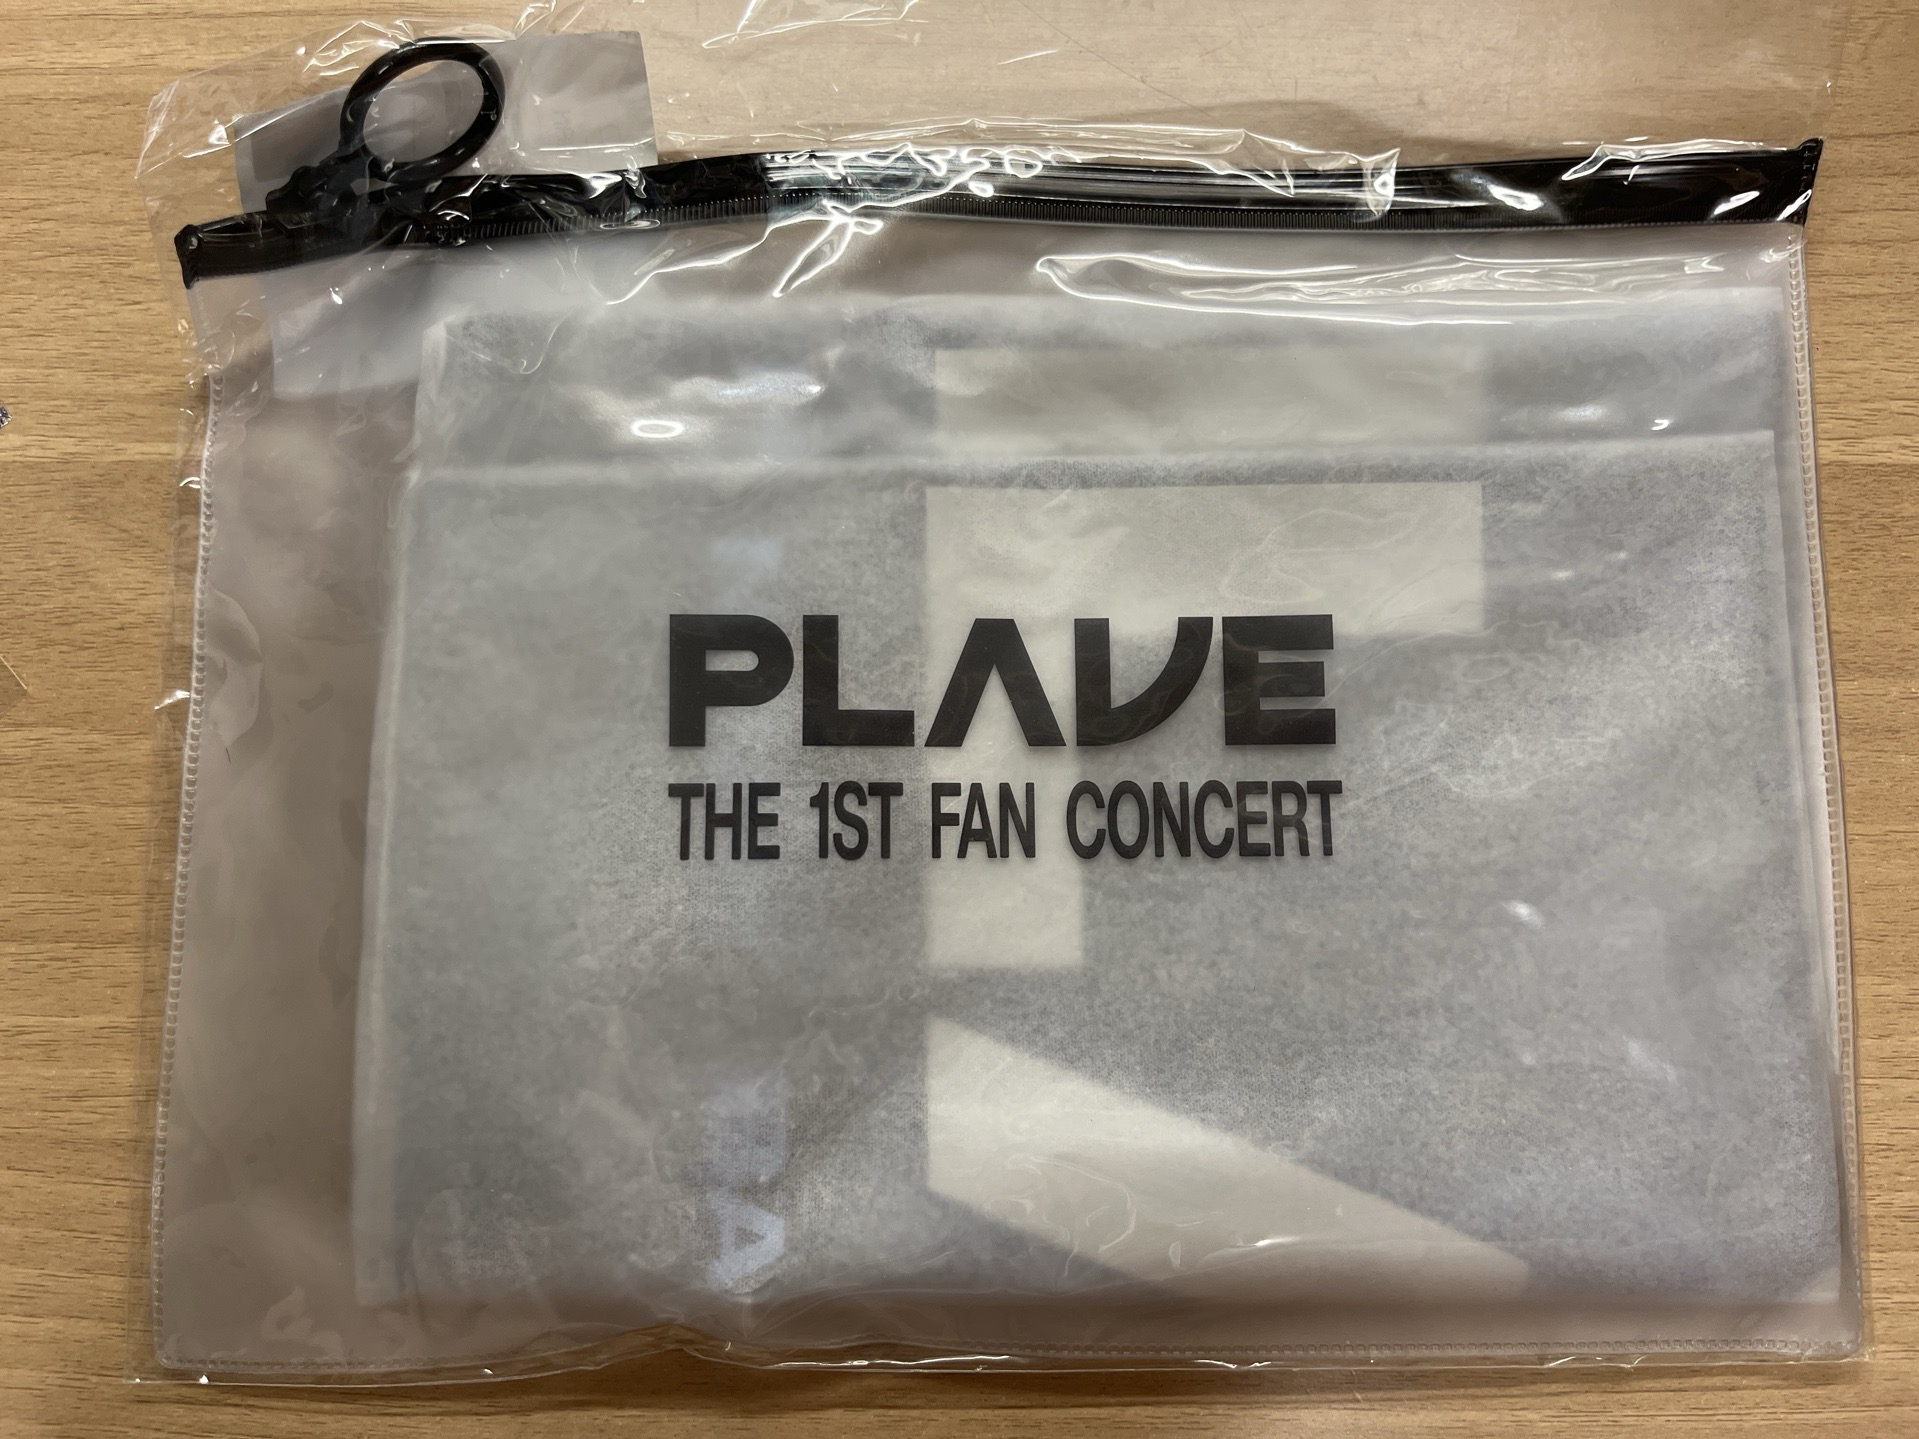 PLAVE
THE 1ST FAN CONCERT